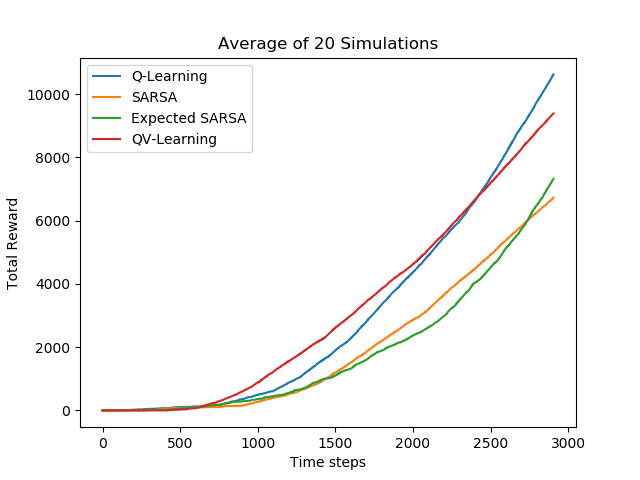 Average of 20 Simulations
Q-Learning
SARSA
Expected SARSA
QV-Learning
Total Reward
10000
8000
6000
4000
2000
0
0 500 1000 1500 2000 2500 3000
Time steps